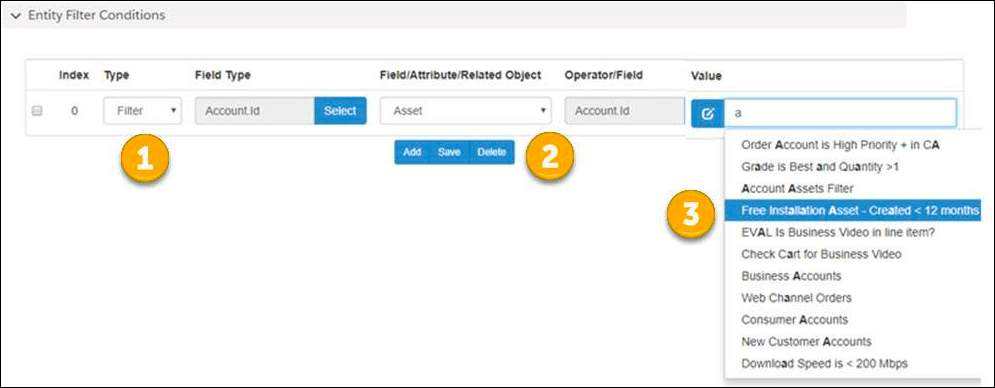 Entity Filter Conditions
Index Type Field Type Field/Attribute/Related Object Operator/Field Value
0 Filter Account.Id Select Asset Account.Id a
1 Add Save Delete 2
Order Account is High Priority + in CA
Grade is Best and Quantity >1
Account Assets Filter
3 Free Installation Asset - Created < 12 months
EVAL Is Business Video in line item?
Check Cart for Business Video
Business Accounts
Web Channel Orders
Consumer Accounts
New Customer Accounts
Download Speed is < 200 Mbps